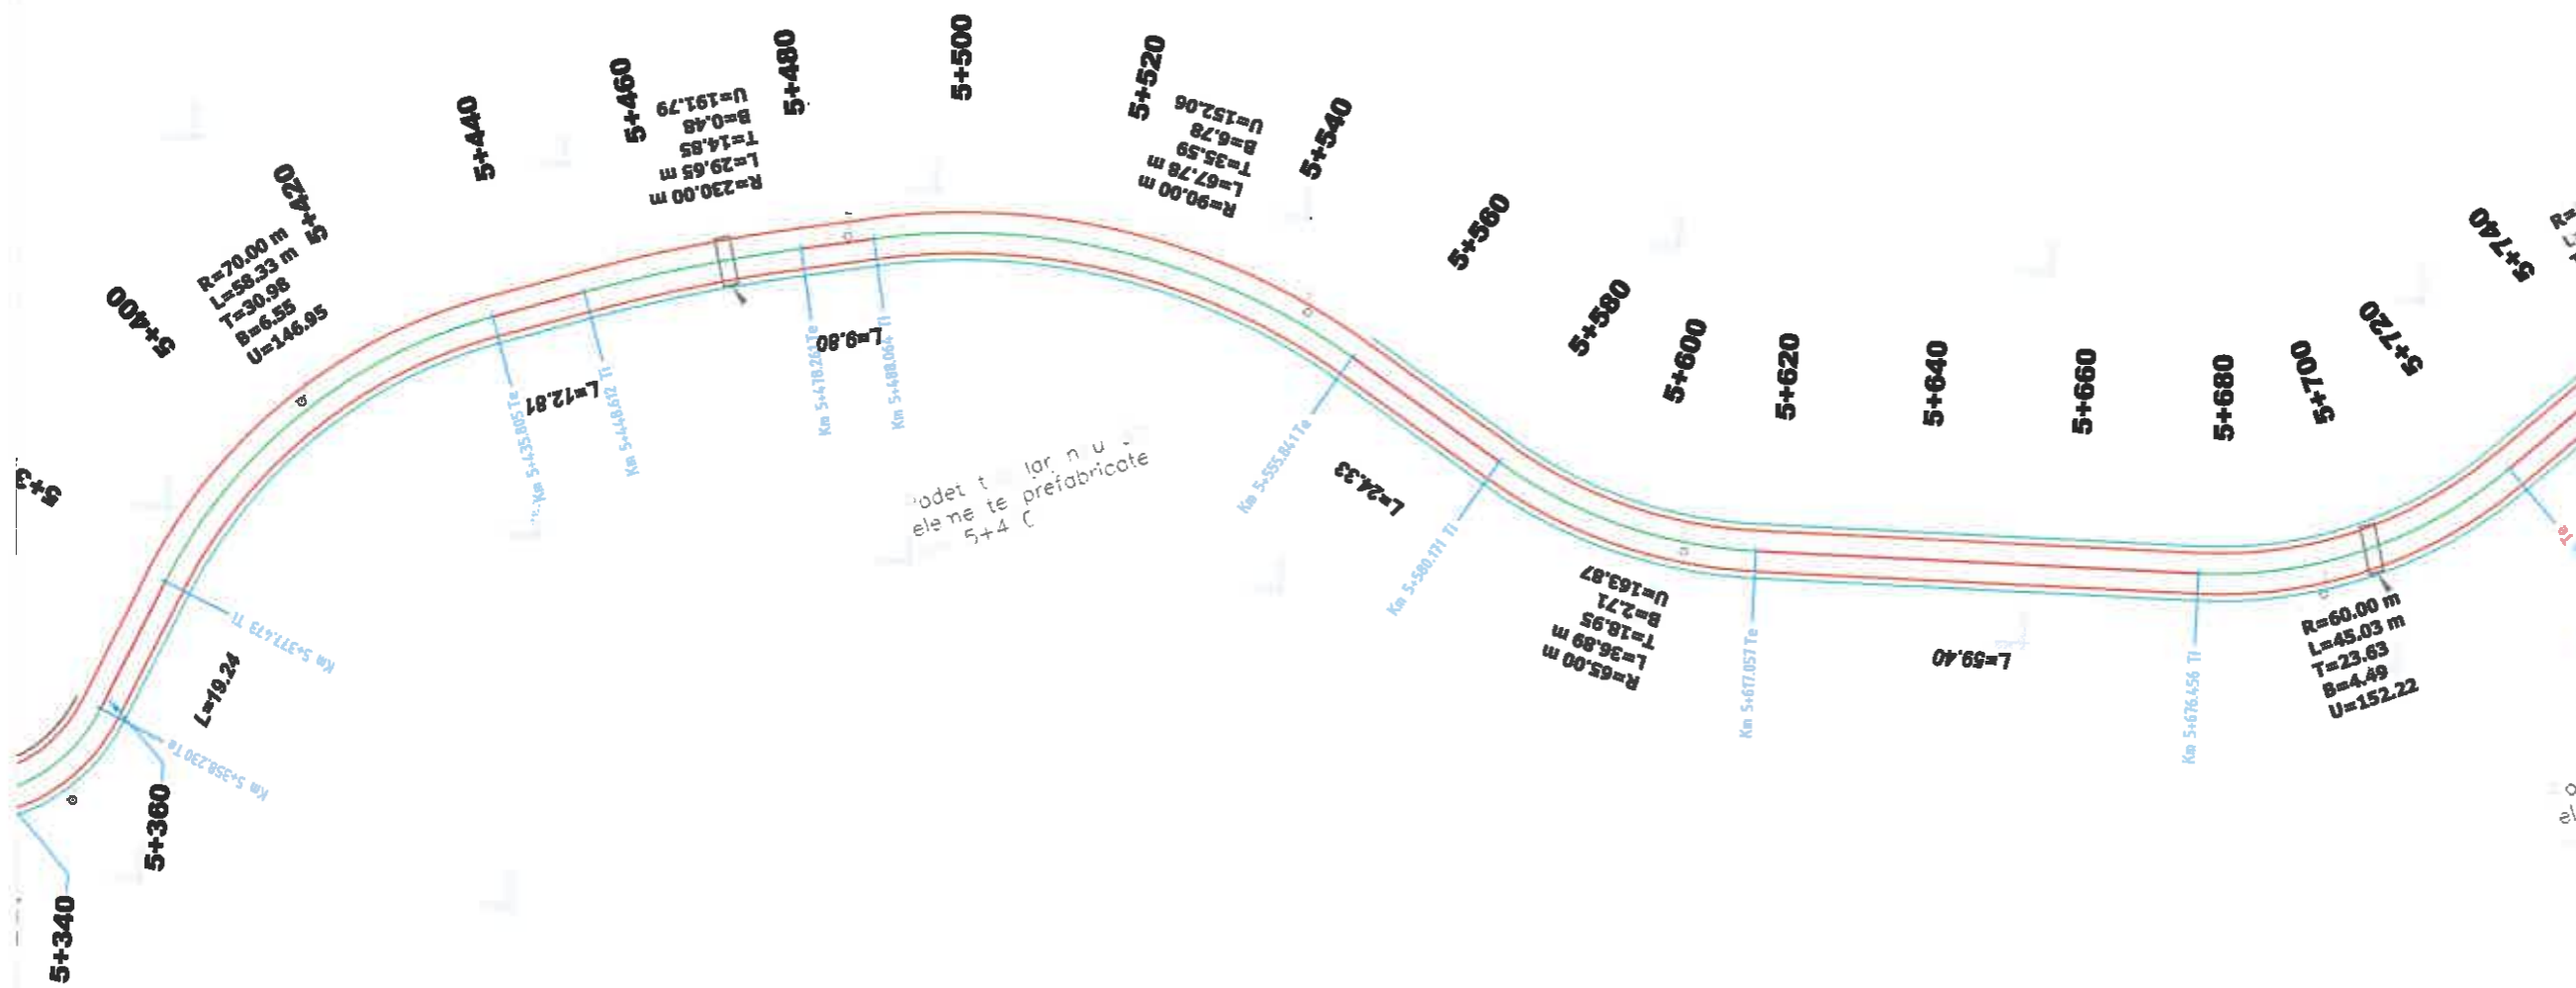 5+400
5+420
5+440
5+460
5+480
5+500
5+520
5+540
5+560
5+580
5+600
5+620
5+640
5+660
5+680
5+700
5+720
5+740
R=70.00 m
L=58.33 m
T=30.98
B=6.55
U=146.95
R=230.00 m
L=29.65 m
T=14.85
B=0.48
U=191.79
R=90.00 m
L=67.78 m
T=35.59
B=6.78
U=152.06
L=12.81
L=9.80
Km 5+435.805 Te
Km 5+448.612 Ti
Km 5+478.261 Te
Km 5+488.064 Ti
elemente prefabricate
Km 5+555.841 Te
L=24.33
Km 5+580.171 Ti
R=65.00 m
L=36.89 m
T=18.95
B=2.71
U=163.87
Km 5+617.057 Te
L=59.40
Km 5+676.456 Ti
R=60.00 m
L=45.03 m
T=23.63
B=4.49
U=152.22
Te
Km 5+377.473 Ti
L=19.24
Km 5+358.230 Te
5+360
5+340